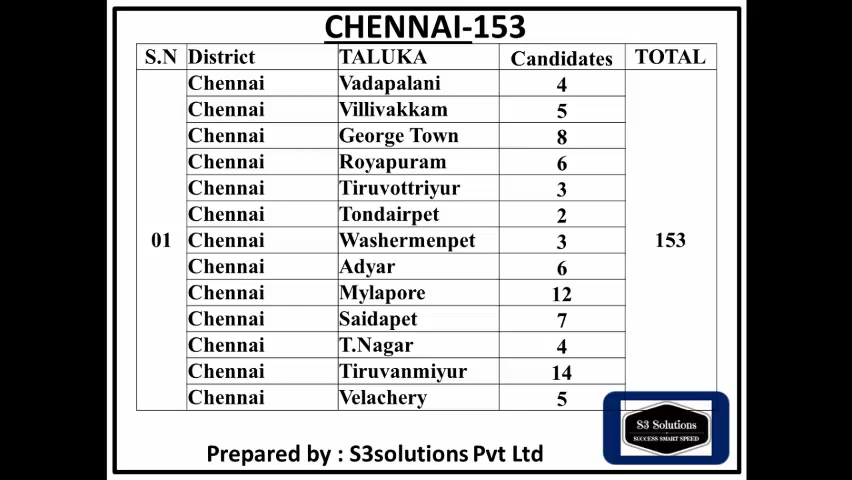 CHENNAI-153
S.N District TALUKA Candidates TOTAL
Chennai Vadapalani 4
Chennai Villivakkam 5
Chennai George Town 8
Chennai Royapuram 6
Chennai Tiruvottriyur 3
Chennai Tondairpet 2
01 Chennai Washermenpet 3 153
Chennai Adyar 6
Chennai Mylapore 12
Chennai Saidapet 7
Chennai T.Nagar 4
Chennai Tiruvanmiyur 14
Chennai Velachery 5
S3 Solutions
SUCCESS SMART SPEED
Prepared by : S3solutions Pvt Ltd